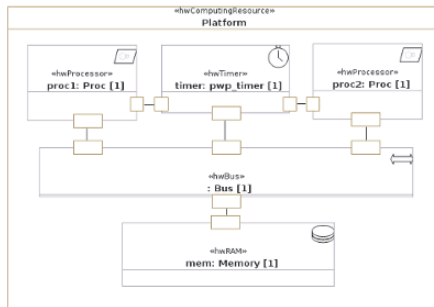 «hwComputingResource»
Platform
«hwProcessor»
proc1: Proc [1]
«hwTimer»
timer: pwp_timer [1]
«hwProcessor»
proc2: Proc [1]
«hwBus»
: Bus [1]
«hwRAM»
mem: Memory [1]